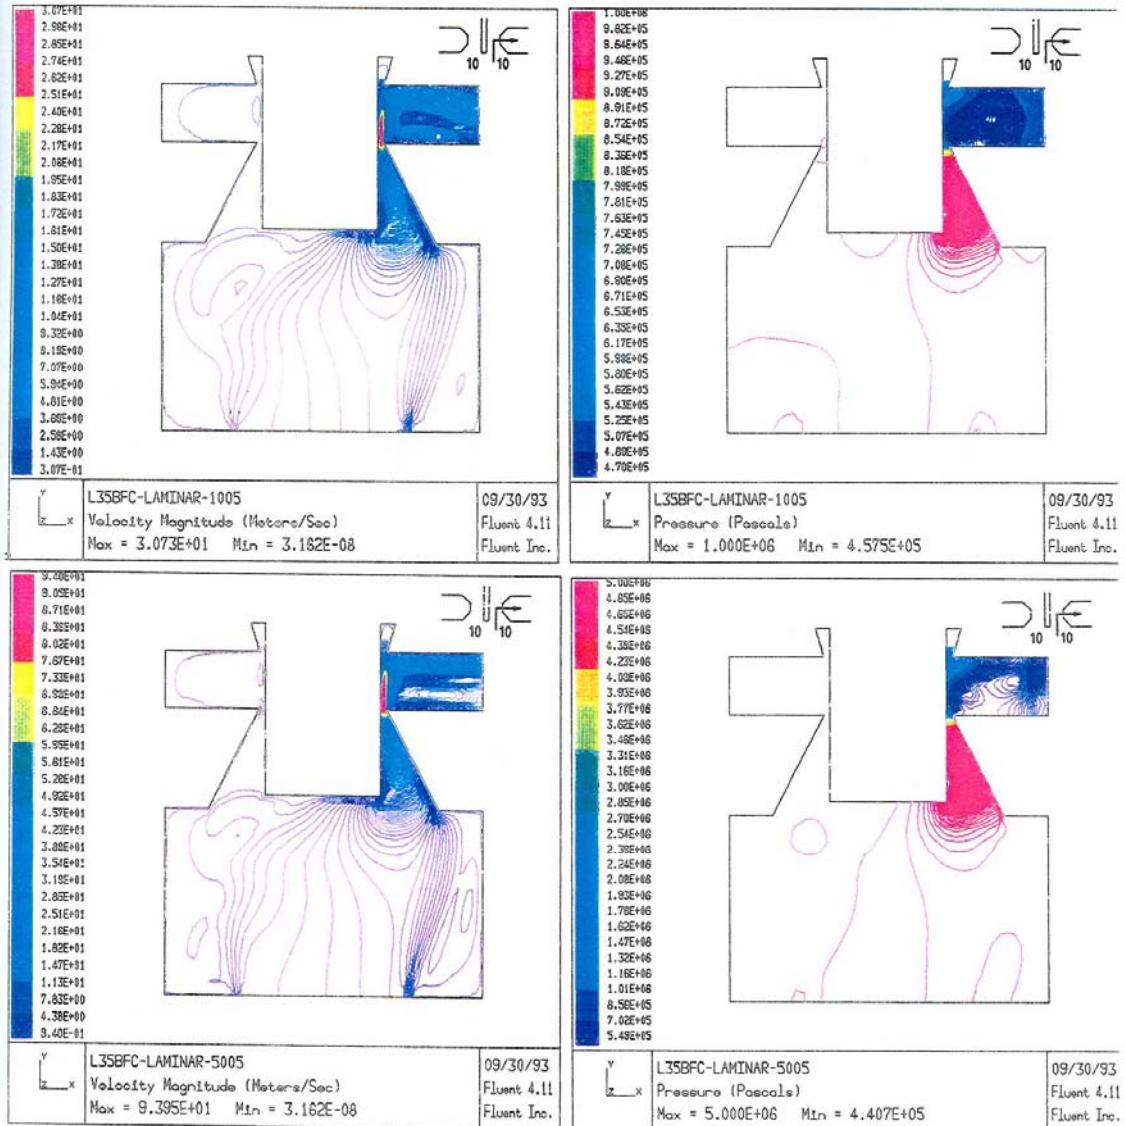 3.07E+01
2.96E+01
2.85E+01
2.74E+01
2.62E+01
2.51E+01
2.40E+01
2.28E+01
2.17E+01
2.06E+01
1.95E+01
1.83E+01
1.72E+01
1.61E+01
1.50E+01
1.38E+01
1.27E+01
1.16E+01
1.04E+01
9.32E+00
8.19E+00
7.07E+00
5.94E+00
4.81E+00
3.68E+00
2.56E+00
1.43E+00
3.07E-01
10 10
L35BFC-LAMINAR-1005
Velocity Magnitude (Meters/Sec)
Max = 3.073E+01 Min = 3.162E-08
09/30/93
Fluent 4.11
Fluent Inc.
Y
Z X
1.00E+06
9.82E+05
9.64E+05
9.46E+05
9.27E+05
9.09E+05
8.91E+05
8.72E+05
8.54E+05
8.36E+05
8.18E+05
7.99E+05
7.81E+05
7.63E+05
7.45E+05
7.26E+05
7.08E+05
6.90E+05
6.71E+05
6.53E+05
6.35E+05
6.17E+05
5.98E+05
5.80E+05
5.62E+05
5.43E+05
5.25E+05
5.07E+05
4.89E+05
4.70E+05
10 10
L35BFC-LAMINAR-1005
Pressure (Pascals)
Max = 1.000E+06 Min = 4.575E+05
09/30/93
Fluent 4.11
Fluent Inc.
Y
Z X
9.40E+01
9.05E+01
8.71E+01
8.36E+01
8.02E+01
7.67E+01
7.33E+01
6.98E+01
6.64E+01
6.29E+01
5.95E+01
5.61E+01
5.26E+01
4.92E+01
4.57E+01
4.23E+01
3.88E+01
3.54E+01
3.19E+01
2.85E+01
2.51E+01
2.16E+01
1.82E+01
1.47E+01
1.13E+01
7.83E+00
4.38E+00
9.40E-01
10 10
L35BFC-LAMINAR-5005
Velocity Magnitude (Meters/Sec)
Max = 9.395E+01 Min = 3.162E-08
09/30/93
Fluent 4.11
Fluent Inc.
Y
Z X
5.00E+06
4.85E+06
4.69E+06
4.54E+06
4.39E+06
4.23E+06
4.08E+06
3.93E+06
3.77E+06
3.62E+06
3.46E+06
3.31E+06
3.16E+06
3.00E+06
2.85E+06
2.70E+06
2.54E+06
2.39E+06
2.24E+06
2.08E+06
1.93E+06
1.78E+06
1.62E+06
1.47E+06
1.32E+06
1.16E+06
1.01E+06
8.56E+05
7.02E+05
5.49E+05
10 10
L35BFC-LAMINAR-5005
Pressure (Pascals)
Max = 5.000E+06 Min = 4.407E+05
09/30/93
Fluent 4.11
Fluent Inc.
Y
Z X